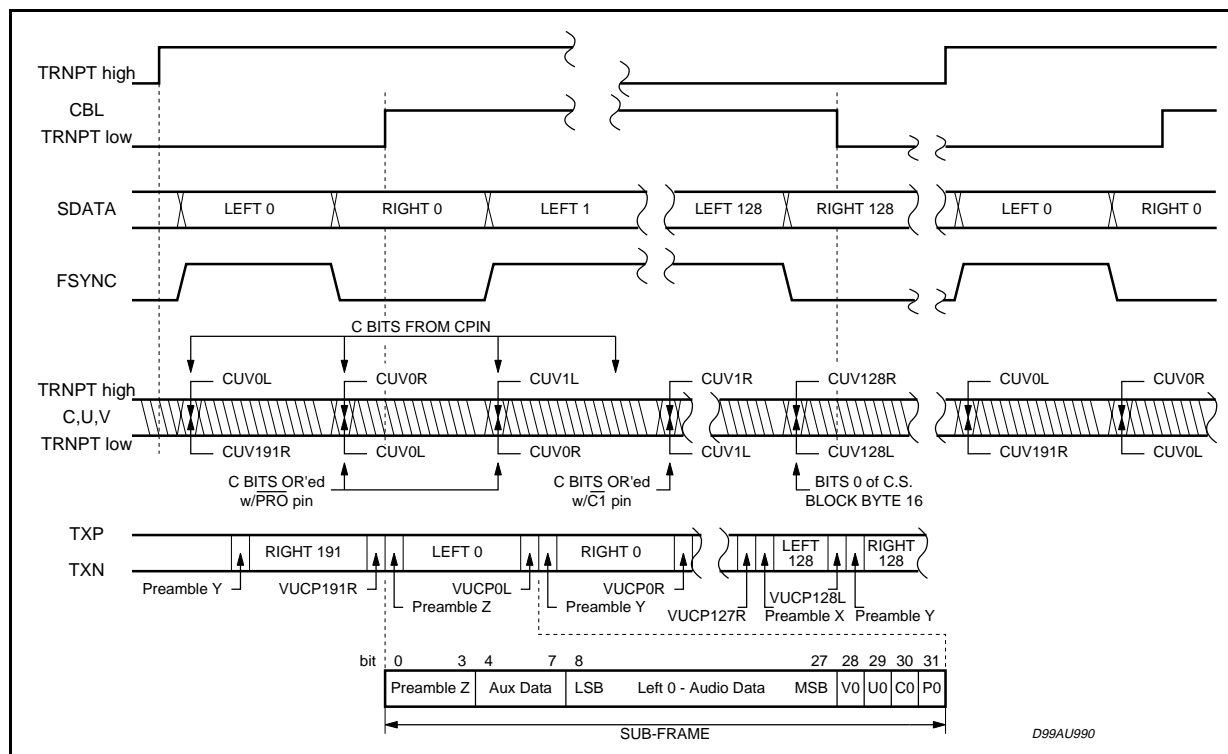 TRNPT high
CBL
TRNPT low
SDATA
LEFT 0
RIGHT 0
LEFT 1
LEFT 128
RIGHT 128
LEFT 0
RIGHT 0
FSYNC
C BITS FROM CPIN
TRNPT high
CUV0L
CUV0R
CUV1L
CUV1R
CUV128R
CUV0L
CUV0R
C,U,V
TRNPT low
CUV191R
CUV0L
CUV0R
CUV1L
CUV128L
CUV191R
CUV0L
C BITS OR'ed
w/PRO pin
C BITS OR'ed
w/C1 pin
BITS 0 of C.S.
BLOCK BYTE 16
TXP
TXN
RIGHT 191
LEFT 0
RIGHT 0
LEFT
128
RIGHT
128
Preamble Y
VUCP191R
Preamble Z
VUCP0L
Preamble Y
VUCP0R
VUCP127R
Preamble X
VUCP128L
Preamble Y
bit 0 3 4 7 8 27 28 29 30 31
Preamble Z Aux Data LSB Left 0 - Audio Data MSB V0 U0 C0 P0
SUB-FRAME
D99AU990